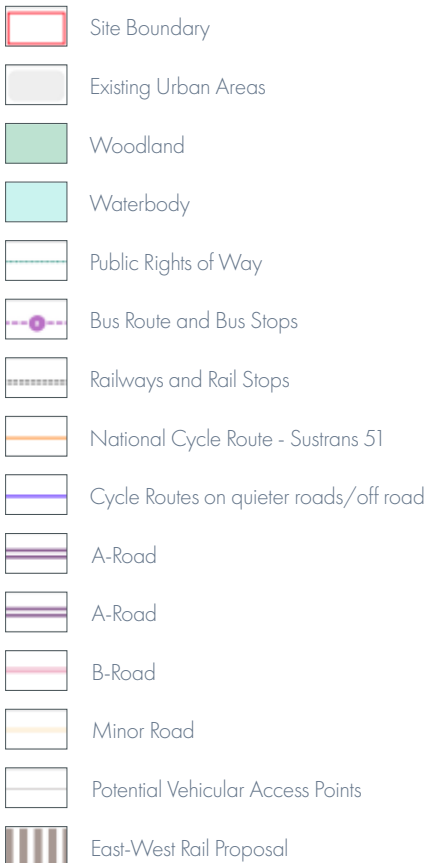 Site Boundary
Existing Urban Areas
Woodland
Waterbody
Public Rights of Way
Bus Route and Bus Stops
Railways and Rail Stops
National Cycle Route - Sustrans 51
Cycle Routes on quieter roads/off road
A-Road
A-Road
B-Road
Minor Road
Potential Vehicular Access Points
East-West Rail Proposal